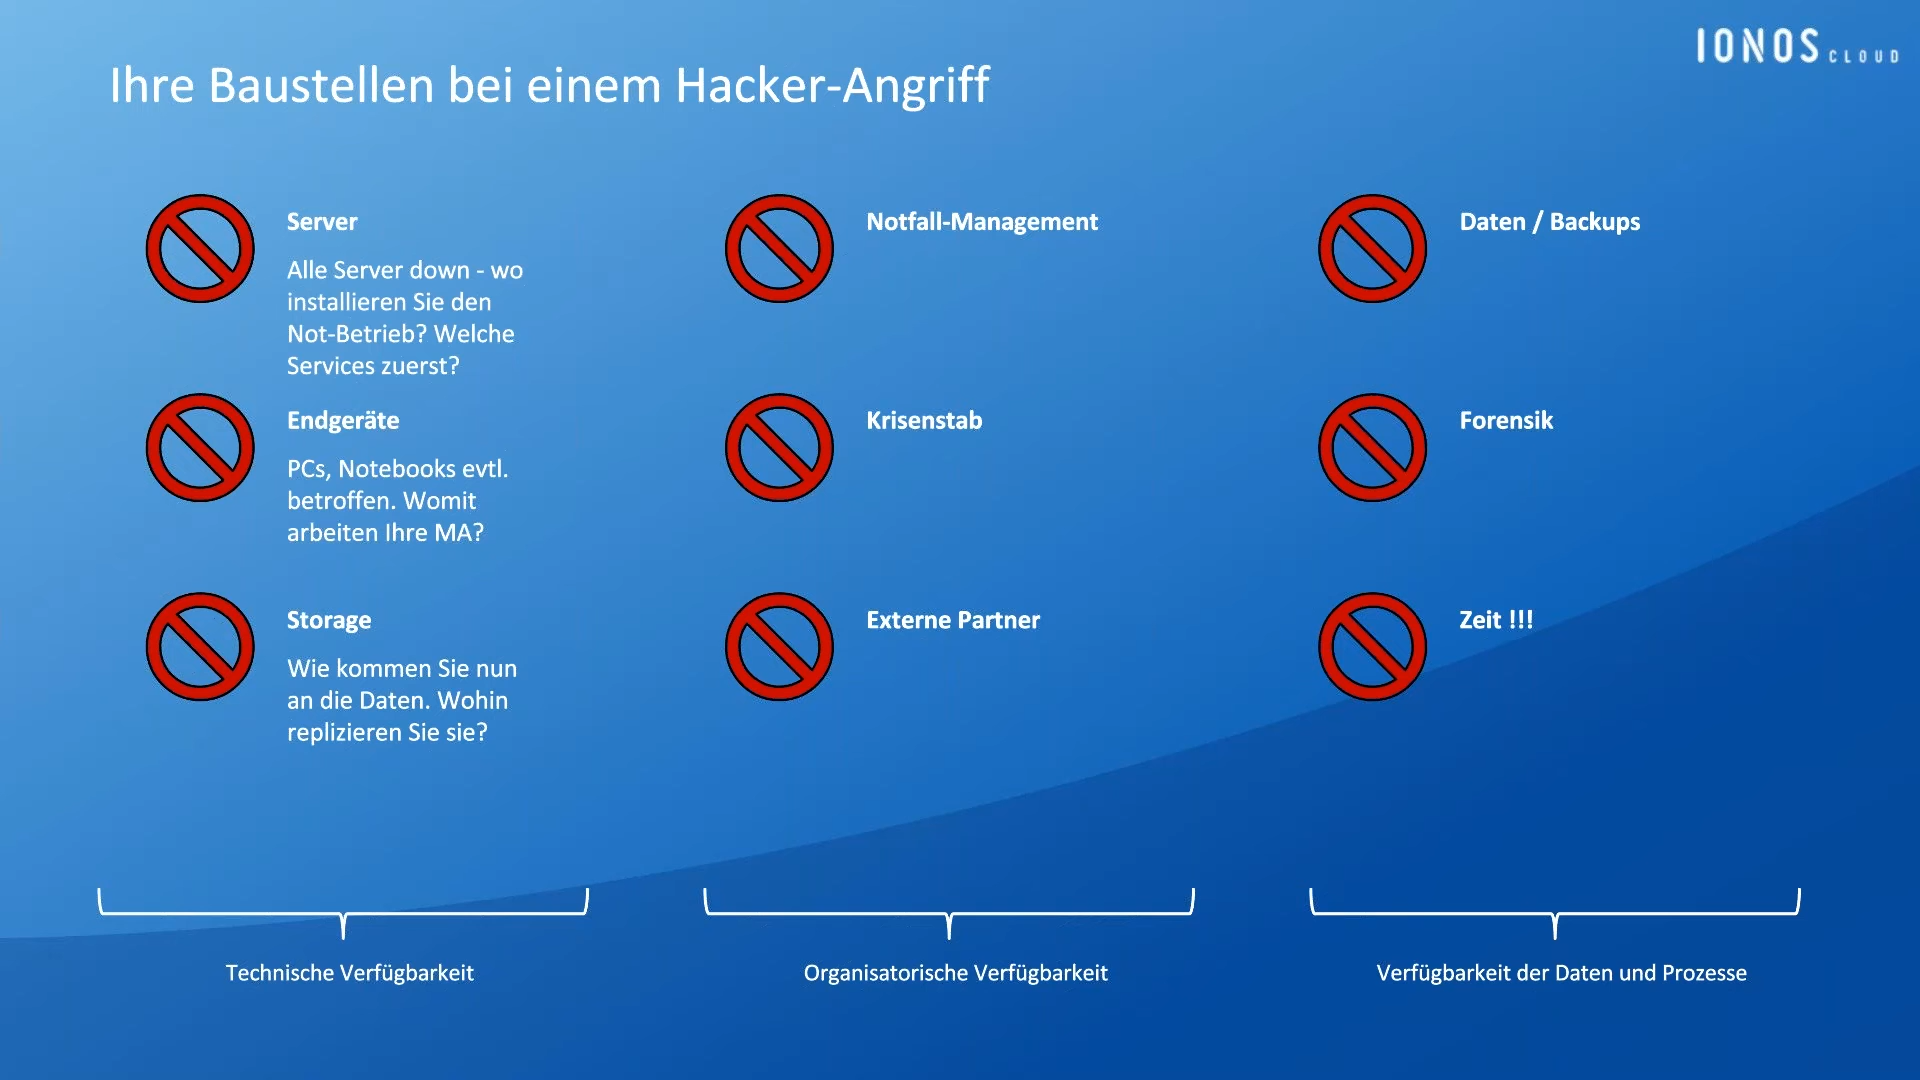 IONOS CLOUD
Ihre Baustellen bei einem Hacker-Angriff
Server
Alle Server down - wo
installieren Sie den
Not-Betrieb? Welche
Services zuerst?
Endgeräte
PCs, Notebooks evtl.
betroffen. Womit
arbeiten Ihre MA?
Storage
Wie kommen Sie nun
an die Daten. Wohin
replizieren Sie sie?
Technische Verfügbarkeit
Notfall-Management
Krisenstab
Externe Partner
Organisatorische Verfügbarkeit
Daten / Backups
Forensik
Zeit !!!
Verfügbarkeit der Daten und Prozesse